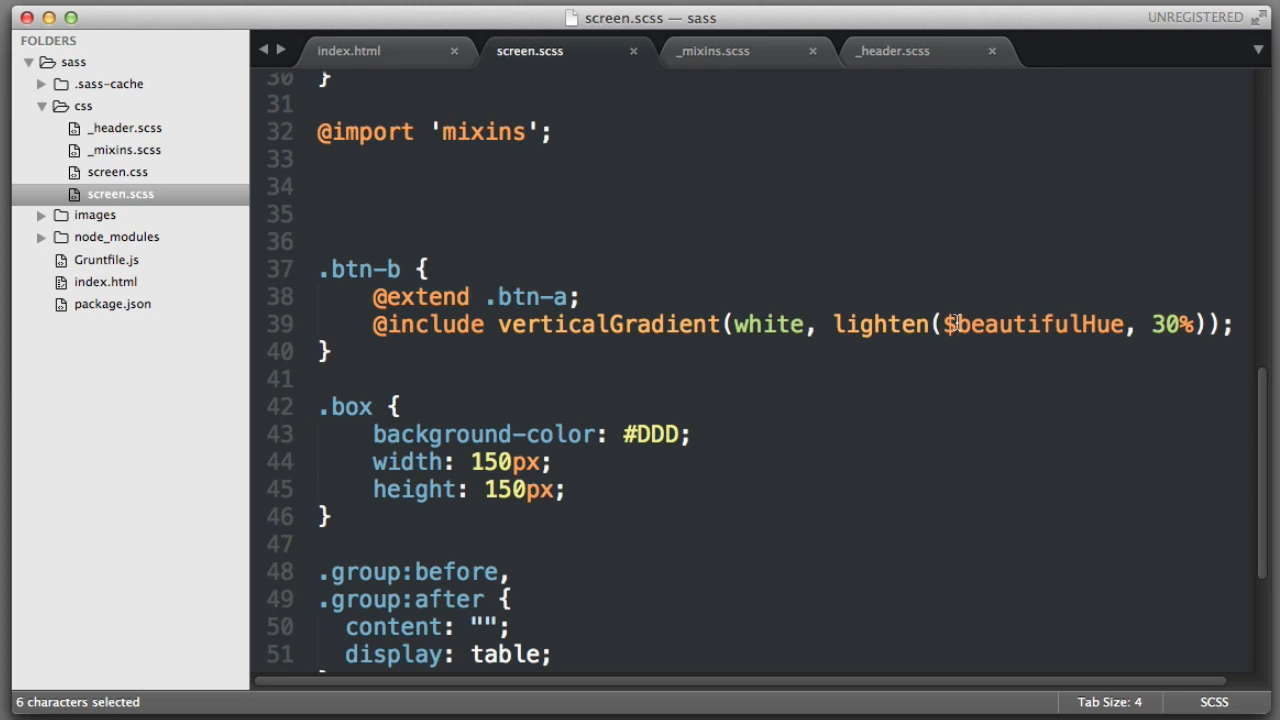 screen.scss — sass
UNREGISTERED
FOLDERS
sass
.sass-cache
css
_header.scss
_mixins.scss
screen.css
screen.scss
images
node_modules
Gruntfile.js
index.html
package.json
index.html ×
screen.scss ×
_mixins.scss ×
_header.scss ×
30 }
31
32 @import 'mixins';
33
34
35
36
37 .btn-b {
38 @extend .btn-a;
39 @include verticalGradient(white, lighten($beautifulHue, 30%));
40 }
41
42 .box {
43 background-color: #DDD;
44 width: 150px;
45 height: 150px;
46 }
47
48 .group:before,
49 .group:after {
50 content: "";
51 display: table;
6 characters selected
Tab Size: 4
SCSS